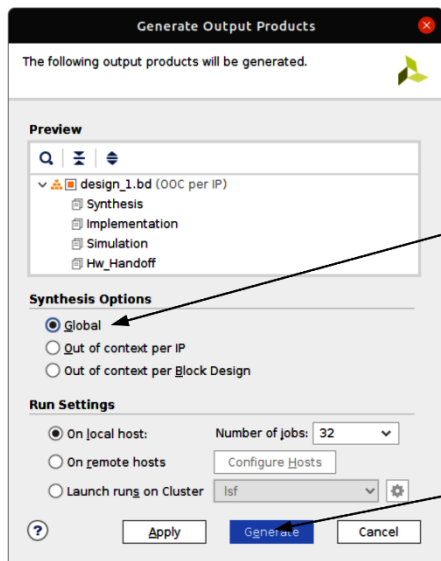 Generate Output Products
The following output products will be generated.
Preview
design_1.bd (OOC per IP)
Synthesis
Implementation
Simulation
Hw_Handoff
Synthesis Options
Global
Out of context per IP
Out of context per Block Design
Run Settings
On local host: Number of jobs: 32
On remote hosts Configure Hosts
Launch runs on Cluster lsf
? Apply Generate Cancel